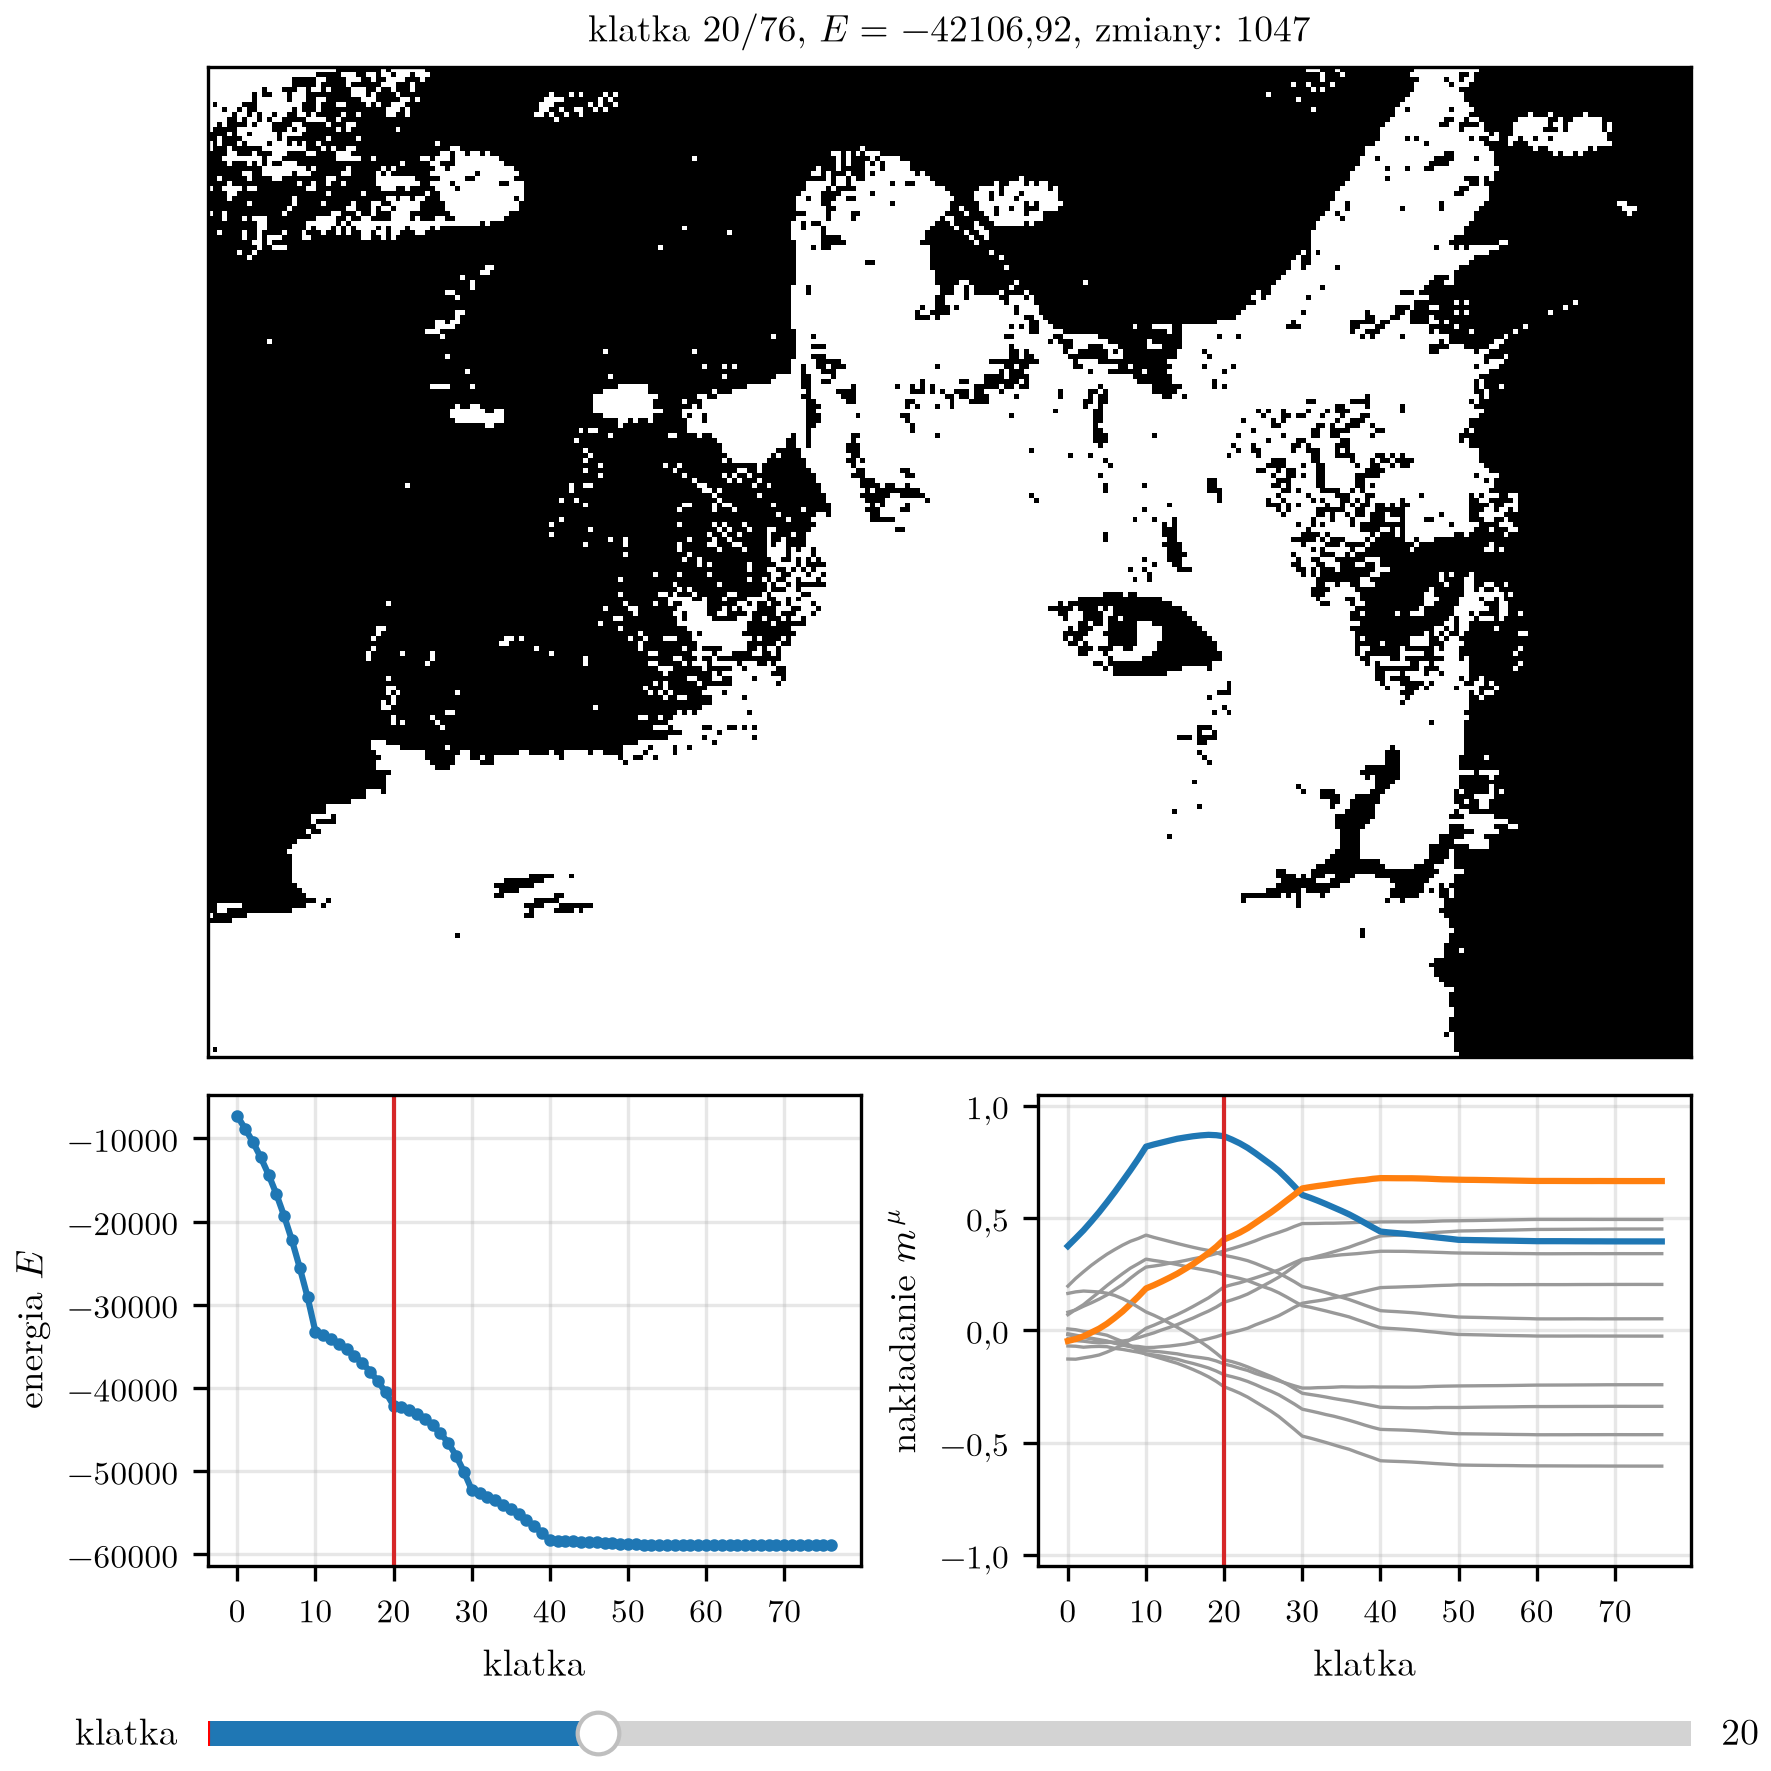 klatka 20/76, E = −42106,92, zmiany: 1047
energia E
−10000
−20000
−30000
−40000
−50000
−60000
0 10 20 30 40 50 60 70
klatka
nakładanie m^μ
1,0
0,5
0,0
−0,5
−1,0
0 10 20 30 40 50 60 70
klatka
klatka 20